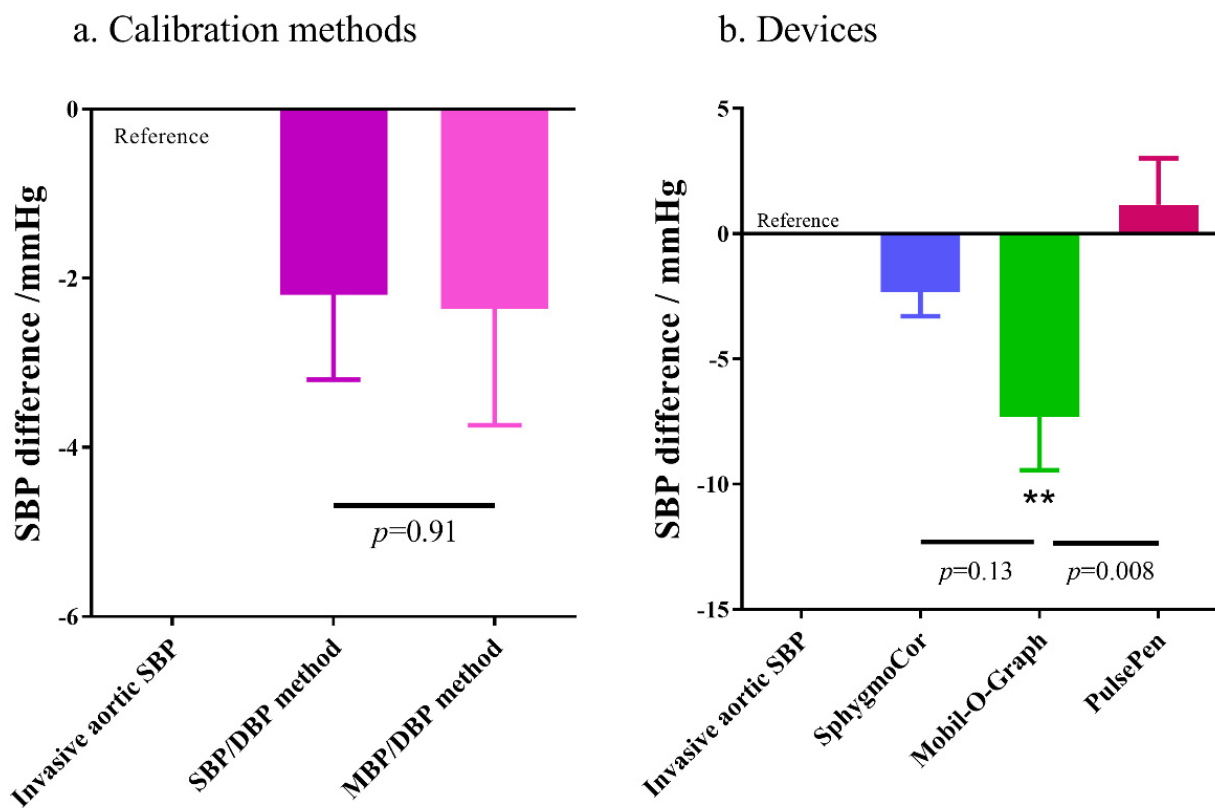 a. Calibration methods
SBP difference /mmHg
0
-2
-4
-6
Reference
p=0.91
Invasive aortic SBP
SBP/DBP method
MBP/DBP method
b. Devices
SBP difference / mmHg
5
0
-5
-10
-15
Reference
**
p=0.13
p=0.008
Invasive aortic SBP
SphygmoCor
Mobil-O-Graph
PulsePen